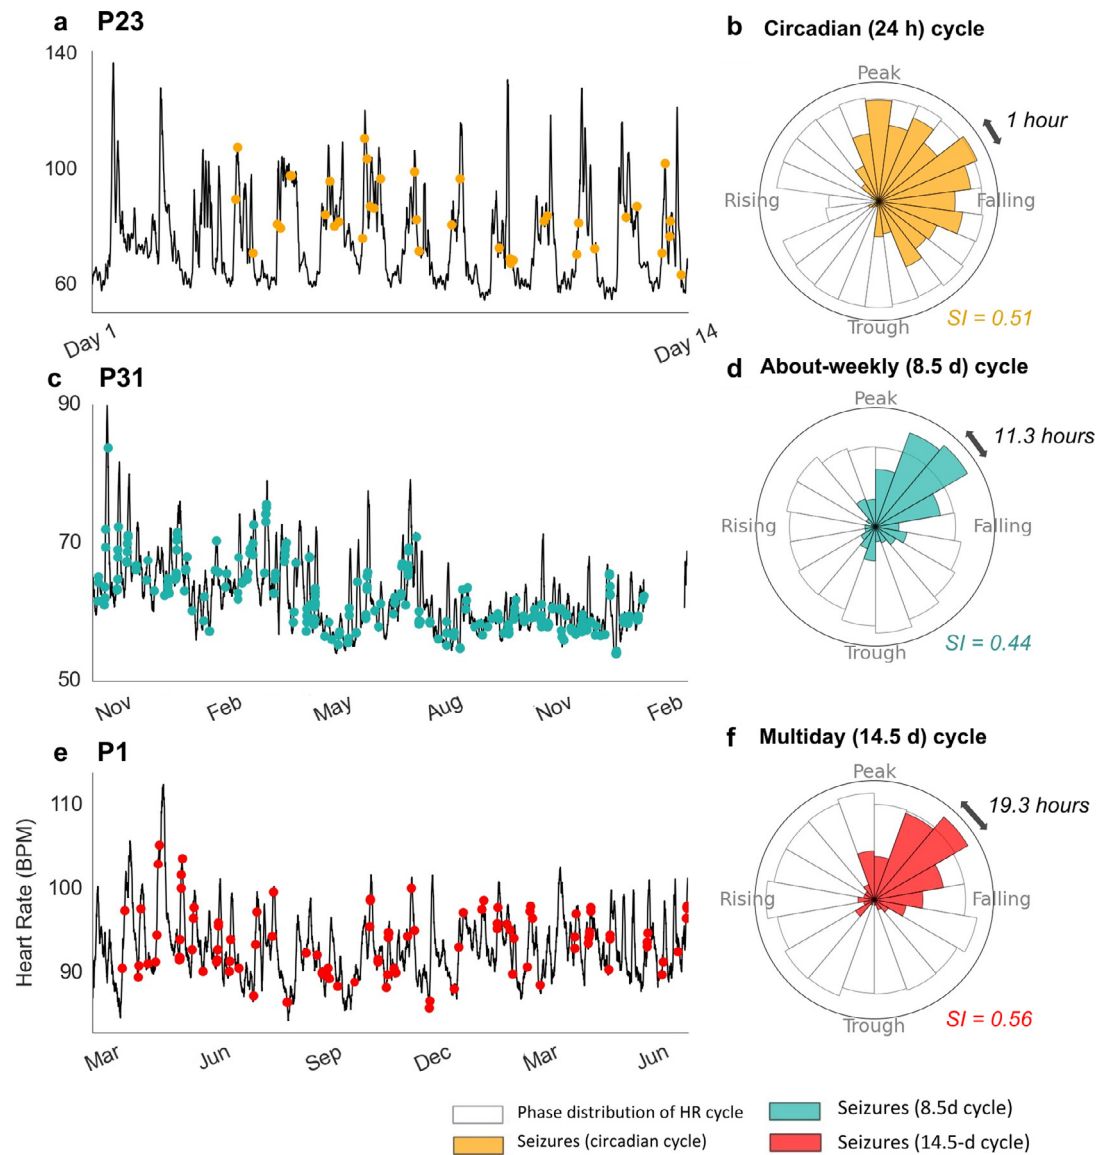 a P23
140
100
60
Day 1
Day 14
b Circadian (24 h) cycle
Peak
1 hour
Rising
Falling
Trough
SI = 0.51
c P31
90
70
50
Nov
Feb
May
Aug
Nov
Feb
d About-weekly (8.5 d) cycle
Peak
11.3 hours
Rising
Falling
Trough
SI = 0.44
e P1
Heart Rate (BPM)
110
100
90
Mar
Jun
Sep
Dec
Mar
Jun
f Multiday (14.5 d) cycle
Peak
19.3 hours
Rising
Falling
Trough
SI = 0.56
Phase distribution of HR cycle
Seizures (circadian cycle)
Seizures (8.5d cycle)
Seizures (14.5-d cycle)